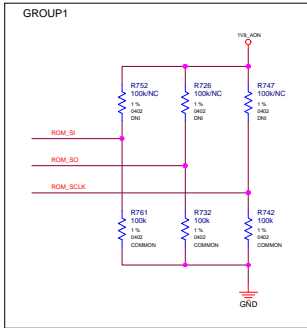 GROUP1
1V8_AON
R752
100k/NC
1 %
0402
DNI
R726
100k/NC
1 %
0402
DNI
R747
100k/NC
1 %
0402
DNI
ROM_SI
ROM_SO
ROM_SCLK
R761
100k
1 %
0402
COMMON
R732
100k
1 %
0402
COMMON
R742
100k
1 %
0402
COMMON
GND